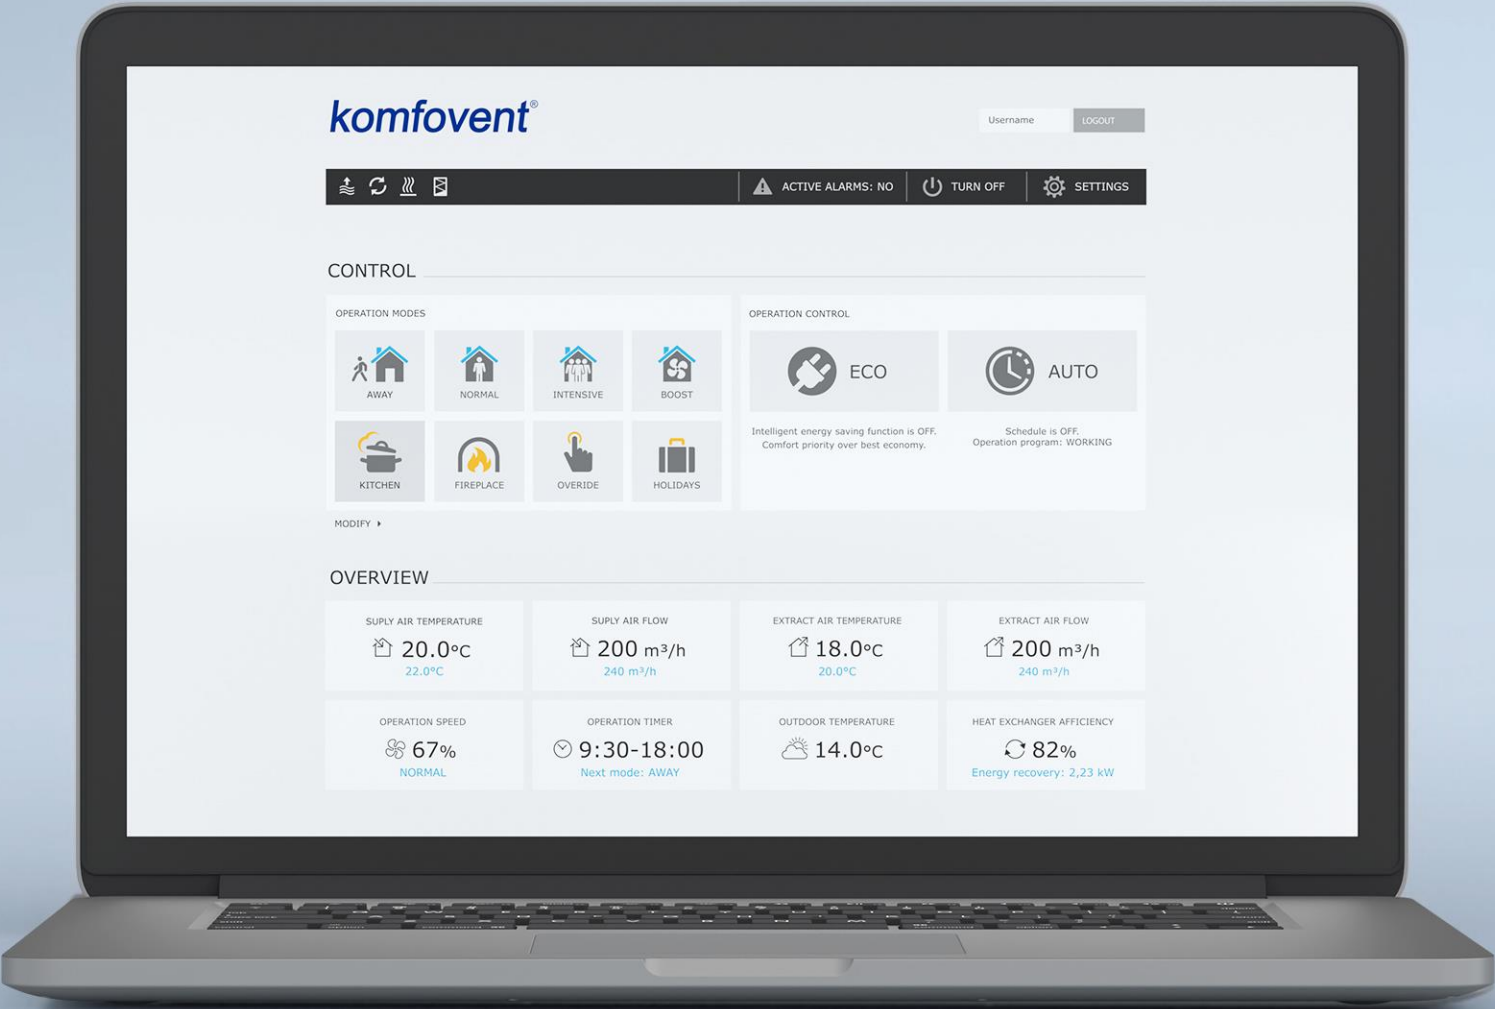 komfovent®
Username
LOGOUT
ACTIVE ALARMS: NO
TURN OFF
SETTINGS
CONTROL
OPERATION MODES
AWAY
NORMAL
INTENSIVE
BOOST
KITCHEN
FIREPLACE
OVERIDE
HOLIDAYS
MODIFY
OPERATION CONTROL
ECO
AUTO
Intelligent energy saving function is OFF.
Comfort priority over best economy.
Schedule is OFF.
Operation program: WORKING
OVERVIEW
SUPLY AIR TEMPERATURE
20.0°C
22.0°C
SUPLY AIR FLOW
200 m³/h
240 m³/h
EXTRACT AIR TEMPERATURE
18.0°C
20.0°C
EXTRACT AIR FLOW
200 m³/h
240 m³/h
OPERATION SPEED
67%
NORMAL
OPERATION TIMER
9:30-18:00
Next mode: AWAY
OUTDOOR TEMPERATURE
14.0°C
HEAT EXCHANGER AFFICIENCY
82%
Energy recovery: 2,23 kW